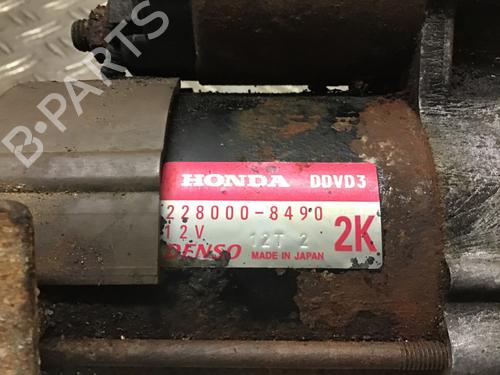 B-PARTS
HONDA DDVD3
228000-8490
12V 12T 2 2K
DENSO MADE IN JAPAN